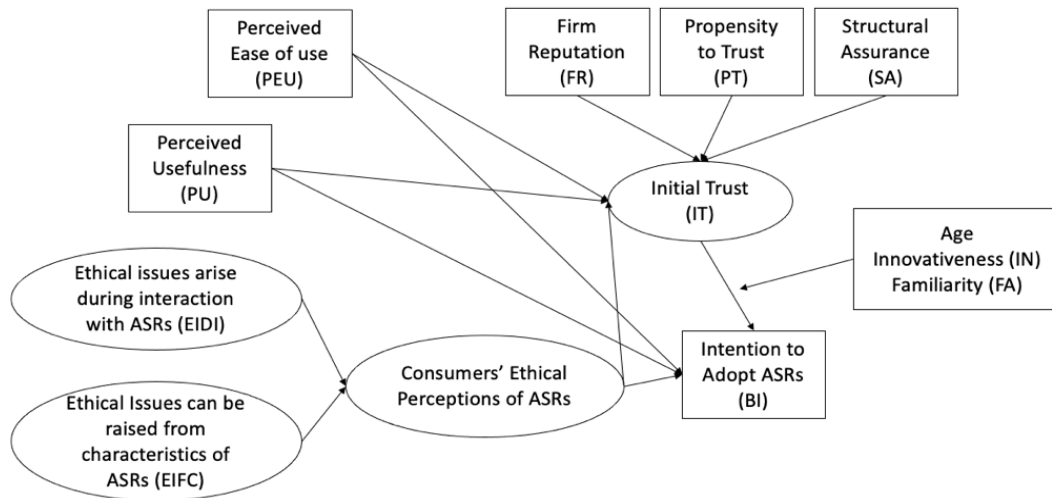 Perceived
Ease of use
(PEU)
Firm
Reputation
(FR)
Propensity
to Trust
(PT)
Structural
Assurance
(SA)
Perceived
Usefulness
(PU)
Initial Trust
(IT)
Age
Innovativeness (IN)
Familiarity (FA)
Ethical issues arise
during interaction
with ASRs (EIDI)
Consumers’ Ethical
Perceptions of ASRs
Intention to
Adopt ASRs
(BI)
Ethical Issues can be
raised from
characteristics of
ASRs (EIFC)